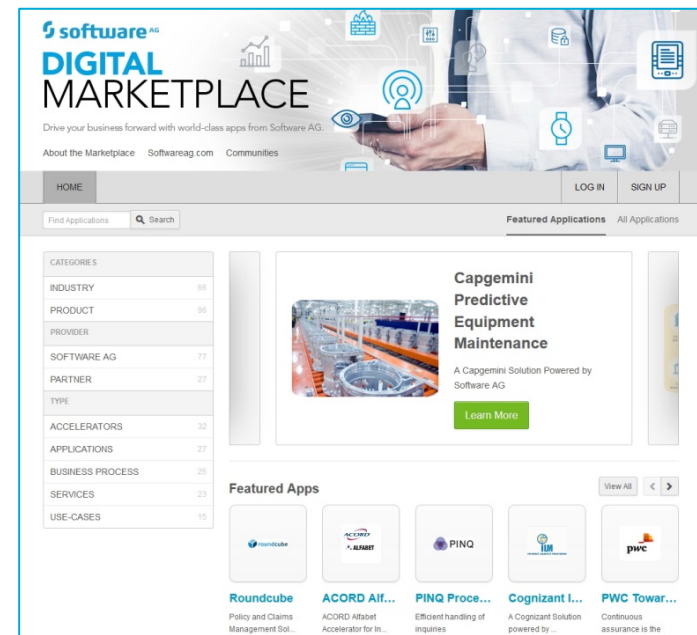 software AG
DIGITAL
MARKETPLACE
Drive your business forward with world-class apps from Software AG.
About the Marketplace Softwareag.com Communities
HOME LOG IN SIGN UP
Find Applications Search Featured Applications All Applications
CATEGORIES
INDUSTRY 98
PRODUCT 96
PROVIDER
SOFTWARE AG 77
PARTNER 27
TYPE
ACCELERATORS 32
APPLICATIONS 27
BUSINESS PROCESS 25
SERVICES 23
USE-CASES 15
Capgemini
Predictive
Equipment
Maintenance
A Capgemini Solution Powered by
Software AG
Learn More
Featured Apps View All
roundcube ACORD ALFABET PINQ ILM pwc
Roundcube ACORD Alf... PINQ Proce... Cognizant I... PWC Towar...
Policy and Claims ACORD Alfabet Efficient handling of A Cognizant Solution Continuous
Management Sol... Accelerator for In... inquiries powered by ... assurance is the